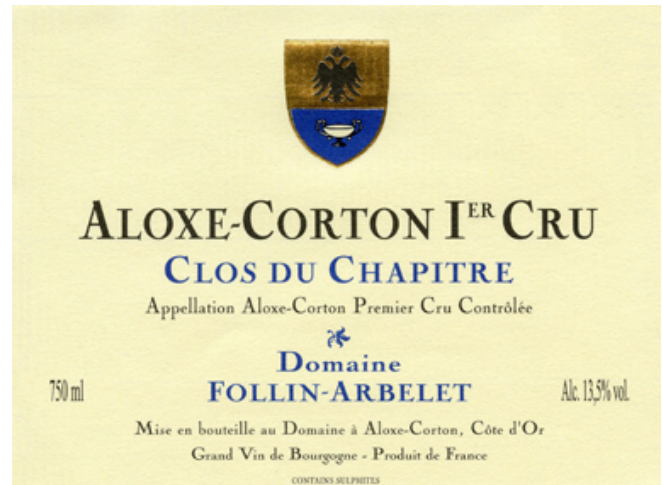 ALOXE-CORTON I^ER CRU
CLOS DU CHAPITRE
Appellation Aloxe-Corton Premier Cru Contrôlée
Domaine
750 ml FOLLIN-ARBELET Alc. 13,5% vol.
Mise en bouteille au Domaine à Aloxe-Corton, Côte d'Or
Grand Vin de Bourgogne - Produit de France
CONTAINS SULPHITES